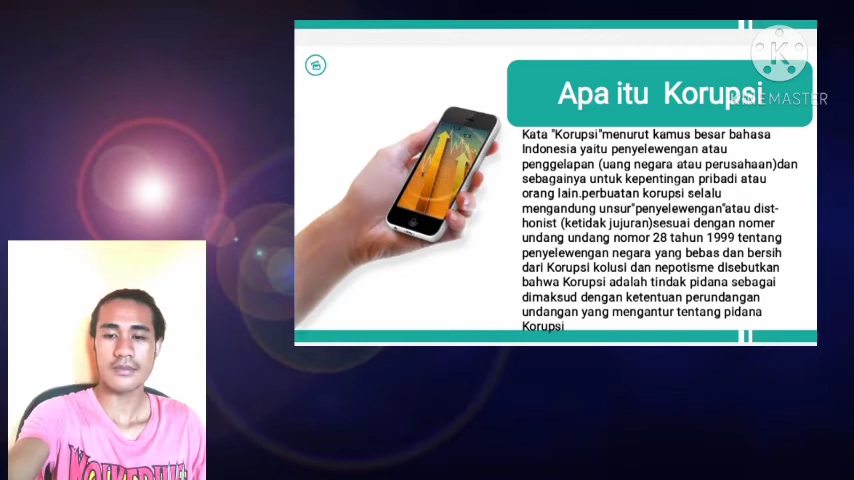 Apa itu Korupsi
KINEMASTER
Kata "Korupsi"menurut kamus besar bahasa
Indonesia yaitu penyelewengan atau
penggelapan (uang negara atau perusahaan)dan
sebagainya untuk kepentingan pribadi atau
orang lain.perbuatan korupsi selalu
mengandung unsur"penyelewengan"atau dist-
honist (ketidak jujuran)sesuai dengan nomer
undang undang nomor 28 tahun 1999 tentang
penyelewengan negara yang bebas dan bersih
dari Korupsi kolusi dan nepotisme disebutkan
bahwa Korupsi adalah tindak pidana sebagai
dimaksud dengan ketentuan perundangan
undangan yang mengantur tentang pidana
Korupsi